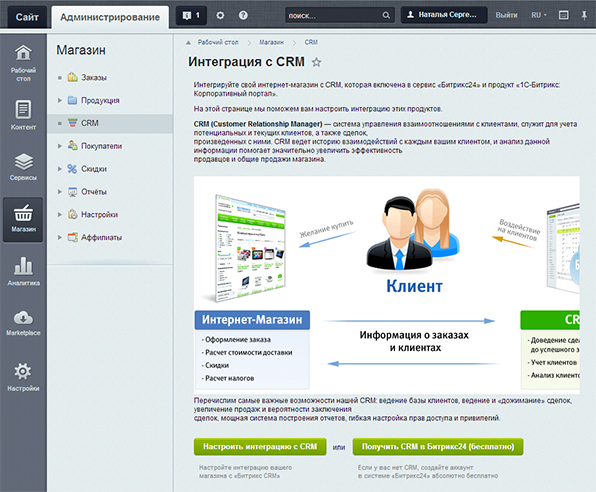 Сайт
Администрирование
1
поиск...
Наталья Серге...
Выйти
RU
Рабочий стол
Контент
Сервисы
Магазин
Аналитика
Marketplace
Настройки
Магазин
Заказы
Продукция
CRM
Покупатели
Скидки
Отчёты
Настройки
Аффилиаты
Рабочий стол
Магазин
CRM
Интеграция с CRM
Интегрируйте свой интернет-магазин с CRM, которая включена в сервис «Битрикс24» и продукт «1С-Битрикс:
Корпоративный портал».
На этой странице мы поможем вам настроить интеграцию этих продуктов.
CRM (Customer Relationship Manager) — система управления взаимоотношениями с клиентами, служит для учета
потенциальных и текущих клиентов, а также сделок,
произведенных с ними. CRM ведет историю взаимодействий с каждым вашим клиентом, и анализ данной
информации помогает значительно увеличить эффективность
продавцов и общие продажи магазина.
Желание купить
Воздействие
на клиентов
Клиент
Интернет-Магазин
- Оформление заказа
- Расчет стоимости доставки
- Скидки
- Расчет налогов
Информация о заказах
и клиентах
CR
- Доведение сде
до успешного з
- Учет клиентов
- Анализ клиент
Перечислим самые важные возможности нашей CRM: ведение базы клиентов, ведение и «дожимание» сделок,
увеличение продаж и вероятности заключения
сделок, мощная система построения отчетов, гибкая настройка прав доступа и привилегий.
Настроить интеграцию с CRM
или
Получить CRM в Битрикс24 (бесплатно)
Настройте интеграцию вашего
магазина с «Битрикс CRM»
Если у вас нет CRM, создайте аккаунт
в системе «Битрикс24» абсолютно бесплатно